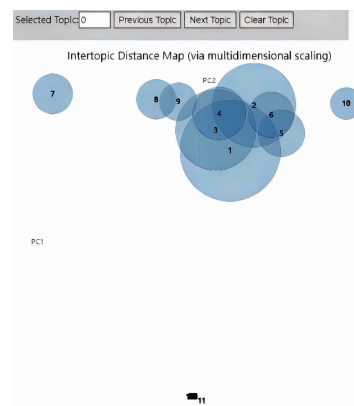 Selected Topic: 0 Previous Topic Next Topic Clear Topic
Intertopic Distance Map (via multidimensional scaling)
PC2
7
8
9
2
10
4
6
3
5
1
PC1
11